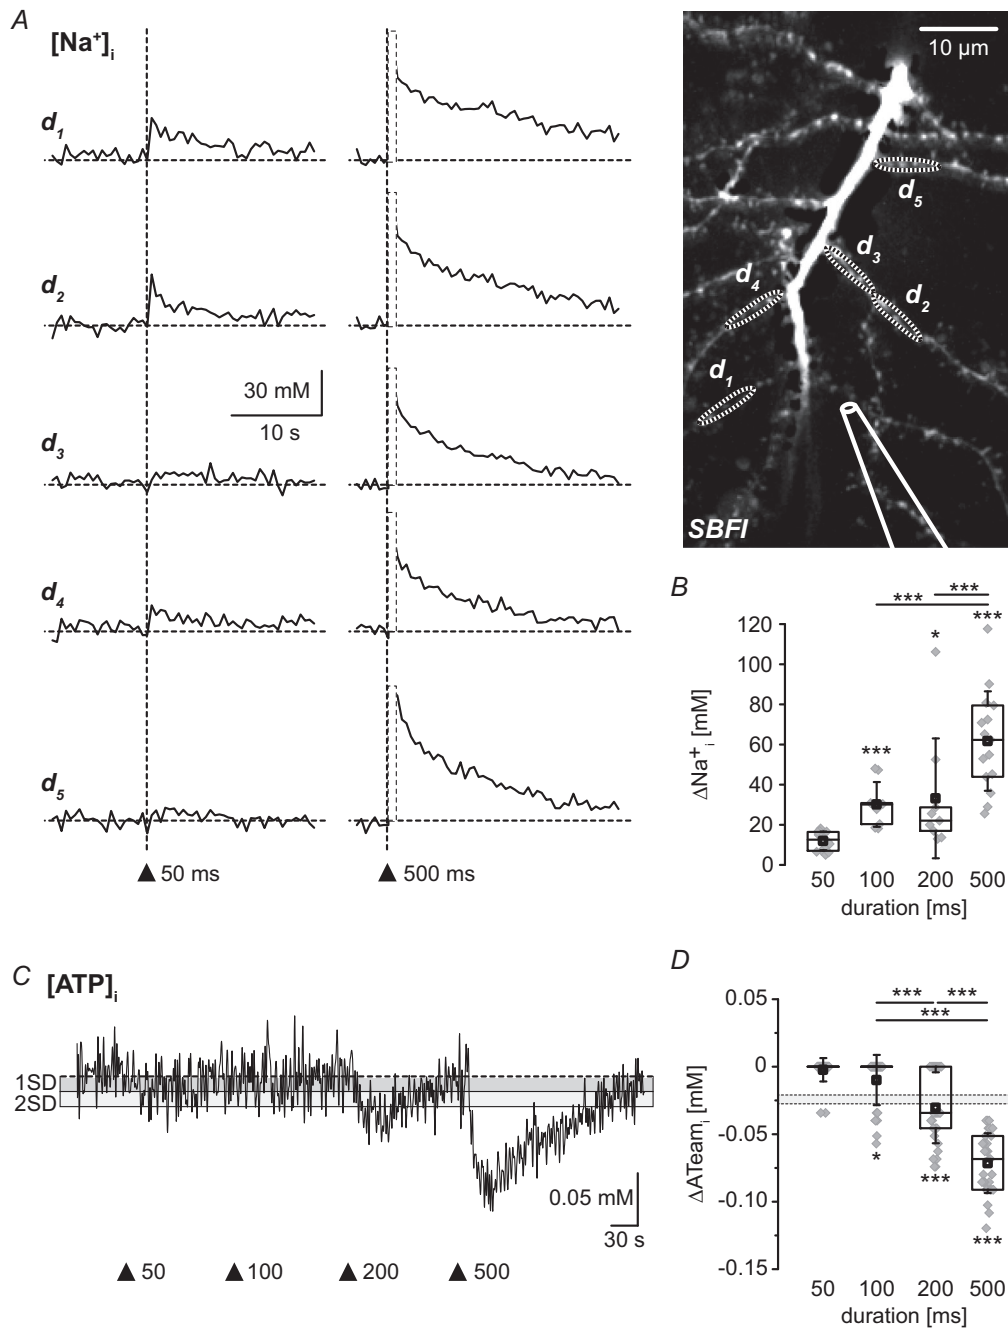 A
[Na⁺]ᵢ
d₁
d₂
30 mM
10 s
d₃
d₄
d₅
▲ 50 ms
▲ 500 ms
10 µm
d₅
d₃
d₄
d₂
d₁
SBFI
B
*** ***
***
*
***
120
100
80
60
40
20
0
ΔNa⁺ᵢ [mM]
50 100 200 500
duration [ms]
C
[ATP]ᵢ
1SD
2SD
0.05 mM
30 s
▲ 50 ▲ 100 ▲ 200 ▲ 500
D
*** ***
***
0.05
0
-0.05
-0.10
-0.15
ΔATeamᵢ [mM]
*
***
***
50 100 200 500
duration [ms]